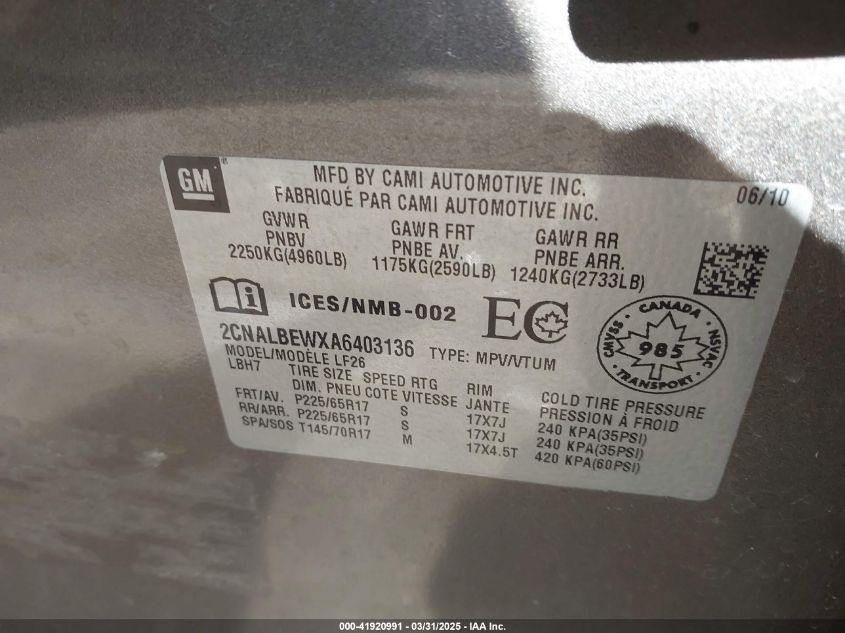 GM
MFD BY CAMI AUTOMOTIVE INC.
FABRIQUÉ PAR CAMI AUTOMOTIVE INC.
06/10
GVWR
PNBV
2250KG(4960LB)
GAWR FRT
PNBE AV.
1175KG(2590LB)
GAWR RR
PNBE ARR.
1240KG(2733LB)
ICES/NMB-002
EC
CANADA
CMVSS
985
NSVAC
TRANSPORT
2CNALBEWXA6403136 TYPE: MPV/VTUM
MODEL/MODÈLE LF26
LBH7
TIRE SIZE SPEED RTG RIM COLD TIRE PRESSURE
DIM. PNEU COTE VITESSE JANTE PRESSION À FROID
FRT/AV. P225/65R17 S 17X7J 240 KPA(35PSI)
RR/ARR. P225/65R17 S 17X7J 240 KPA(35PSI)
SPA/SOS T145/70R17 M 17X4.5T 420 KPA(60PSI)
000-41920991 - 03/31/2025 - IAA Inc.